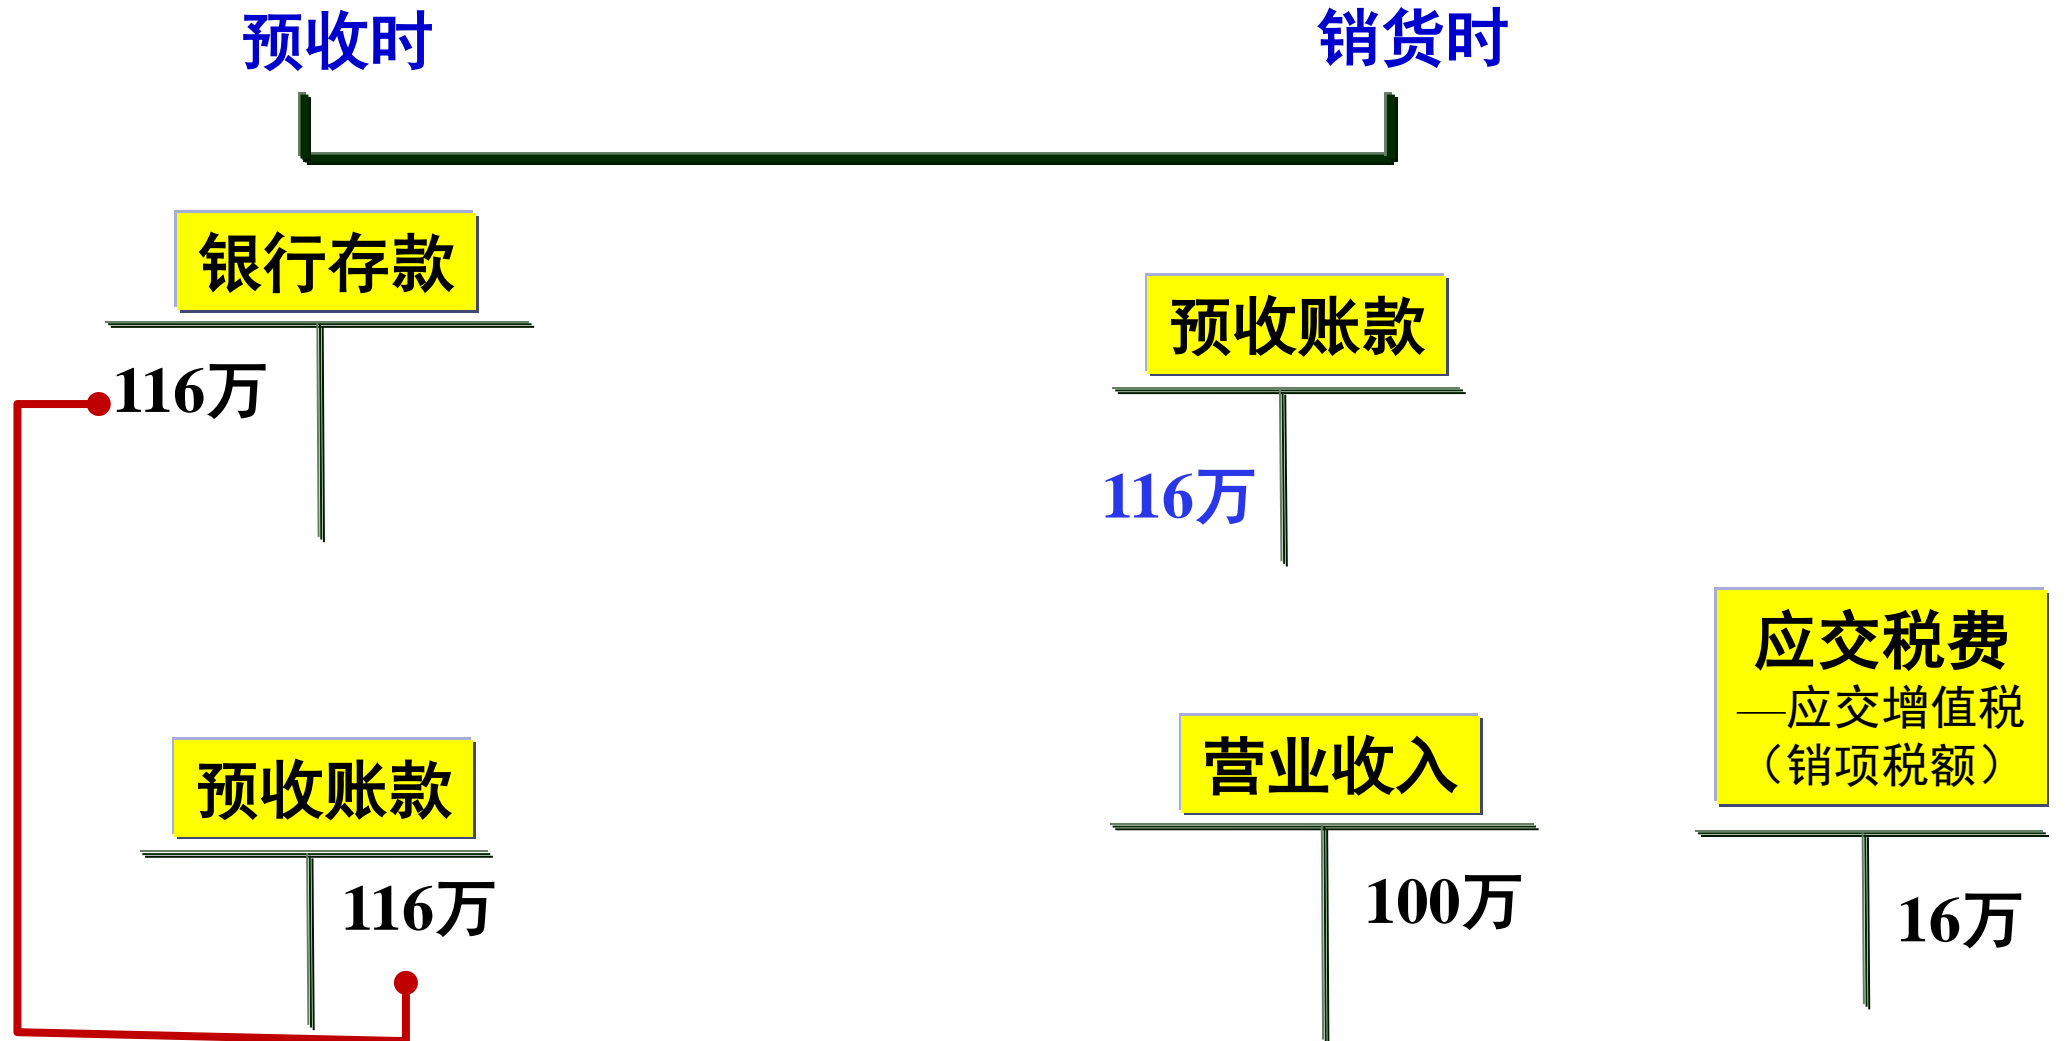 预收时
销货时
银行存款
116万
预收账款
116万
预收账款
116万
营业收入
100万
应交税费
—应交增值税
（销项税额）
16万